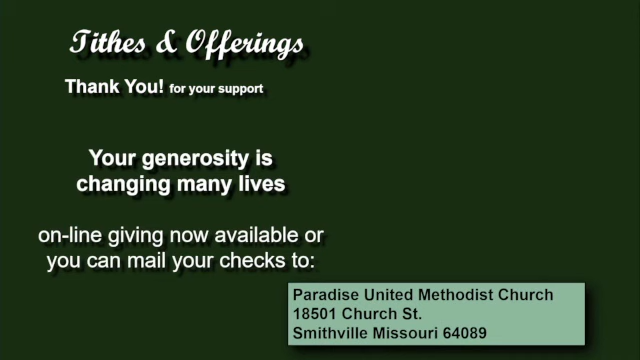 Tithes & Offerings
Thank You! for your support
Your generosity is
changing many lives
on-line giving now available or
you can mail your checks to:
Paradise United Methodist Church
18501 Church St.
Smithville Missouri 64089